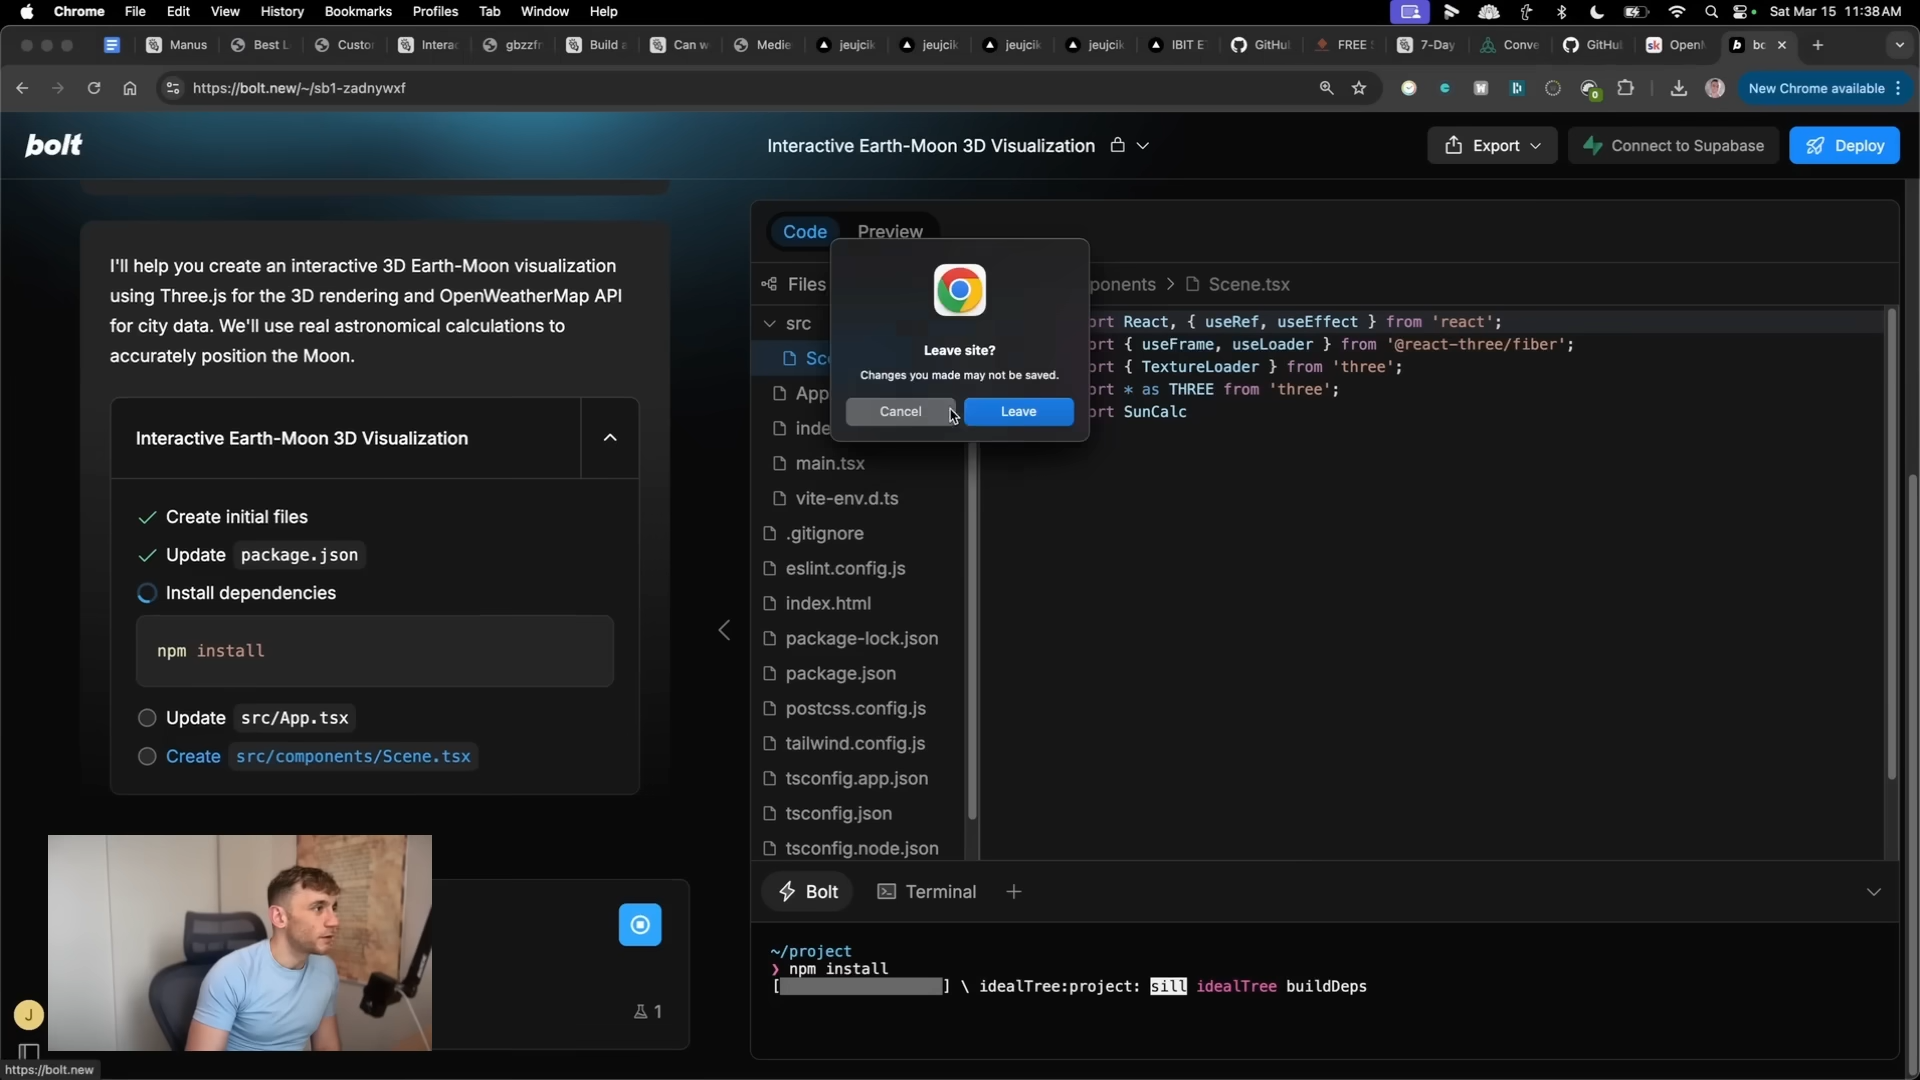 Chrome File Edit View History Bookmarks Profiles Tab Window Help
Sat Mar 15 11:38 AM
Manus Best L Custo Intera gbzzfr Build a Can w Medie jeujcik jeujcik jeujcik jeujcik IBIT E GitHu FREE 7-Day Conve GitHu OpenM bc
https://bolt.new/~/sb1-zadnywxf
0
New Chrome available
bolt
Interactive Earth-Moon 3D Visualization
Export
Connect to Supabase
Deploy
I'll help you create an interactive 3D Earth-Moon visualization
using Three.js for the 3D rendering and OpenWeatherMap API
for city data. We'll use real astronomical calculations to
accurately position the Moon.
Interactive Earth-Moon 3D Visualization
Create initial files
Update package.json
Install dependencies
npm install
Update src/App.tsx
Create src/components/Scene.tsx
J
1
https://bolt.new
Code Preview
Files
src
Sc
App
inde
main.tsx
vite-env.d.ts
.gitignore
eslint.config.js
index.html
package-lock.json
package.json
postcss.config.js
tailwind.config.js
tsconfig.app.json
tsconfig.json
tsconfig.node.json
Leave site?
Changes you made may not be saved.
Cancel Leave
ponents > Scene.tsx
ort React, { useRef, useEffect } from 'react';
ort { useFrame, useLoader } from '@react-three/fiber';
ort { TextureLoader } from 'three';
ort * as THREE from 'three';
ort SunCalc
Bolt Terminal
~/project
❯ npm install
[ ] \ idealTree:project: sill idealTree buildDeps